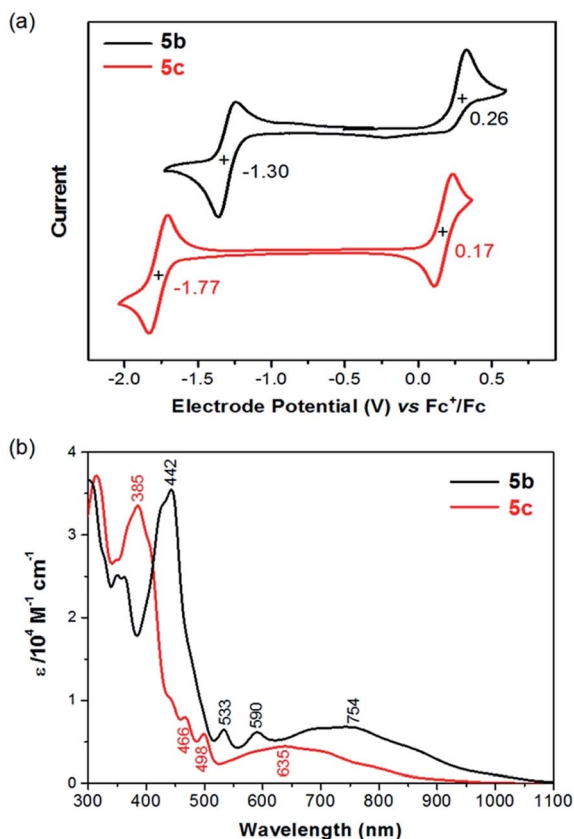 (a)
5b
5c
0.26
-1.30
0.17
-1.77
Current
-2.0 -1.5 -1.0 -0.5 0.0 0.5
Electrode Potential (V) vs Fc⁺/Fc
(b)
5b
5c
385
442
533
590
754
466
498
635
4
3
2
1
0
ε /10⁴ M⁻¹ cm⁻¹
300 400 500 600 700 800 900 1000 1100
Wavelength (nm)